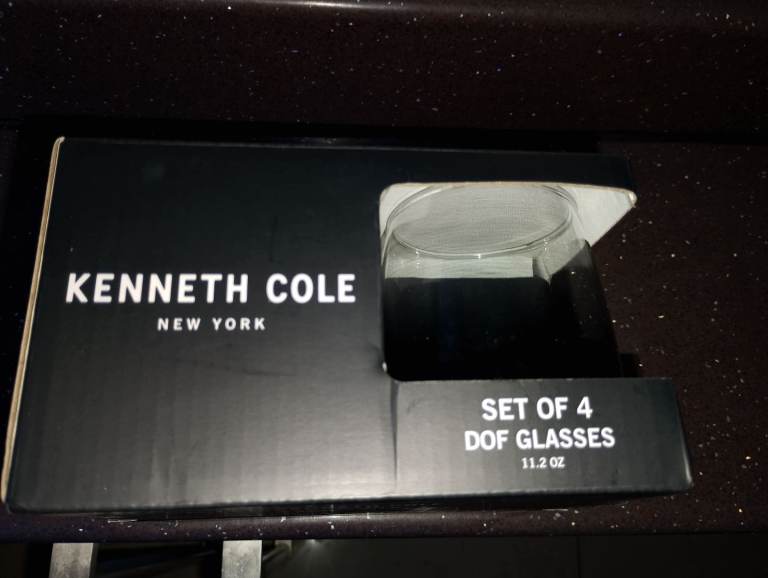 KENNETH COLE
NEW YORK
SET OF 4
DOF GLASSES
11.2 OZ